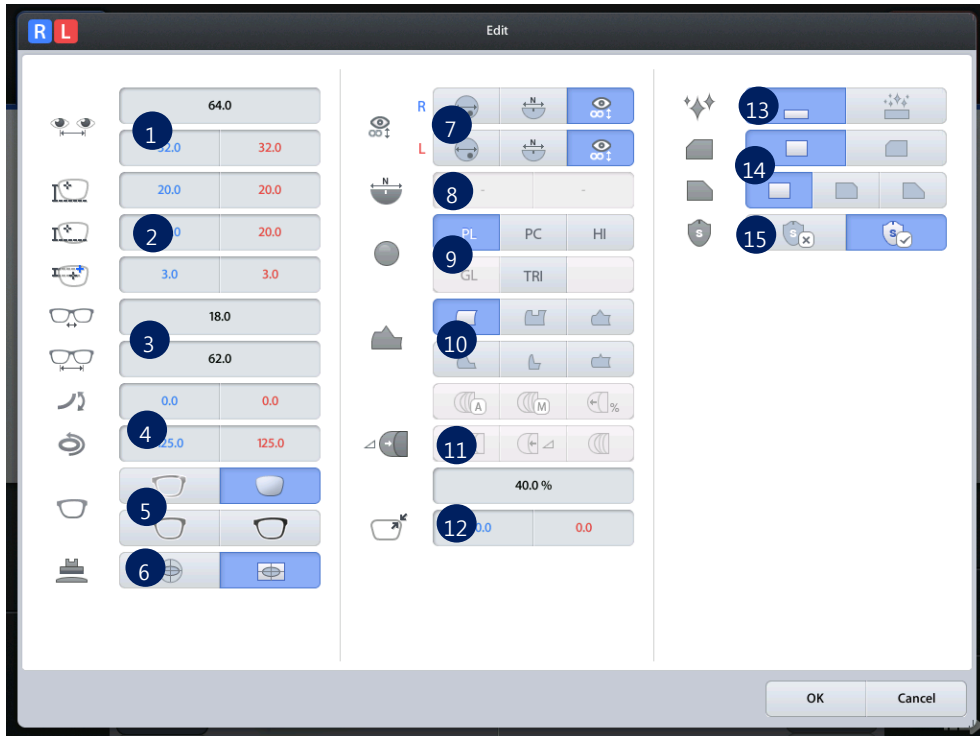 R L
Edit
64.0
1
32.0 32.0
20.0 20.0
2 20.0
3.0 3.0
18.0
3
62.0
0.0 0.0
4
125.0 125.0
5
6
R
N
7
L
N
N
8 - -
PL PC HI
9
GL TRI
10
A M %
11
40.0 %
12 0.0 0.0
13
14
S 15 S S
OK Cancel